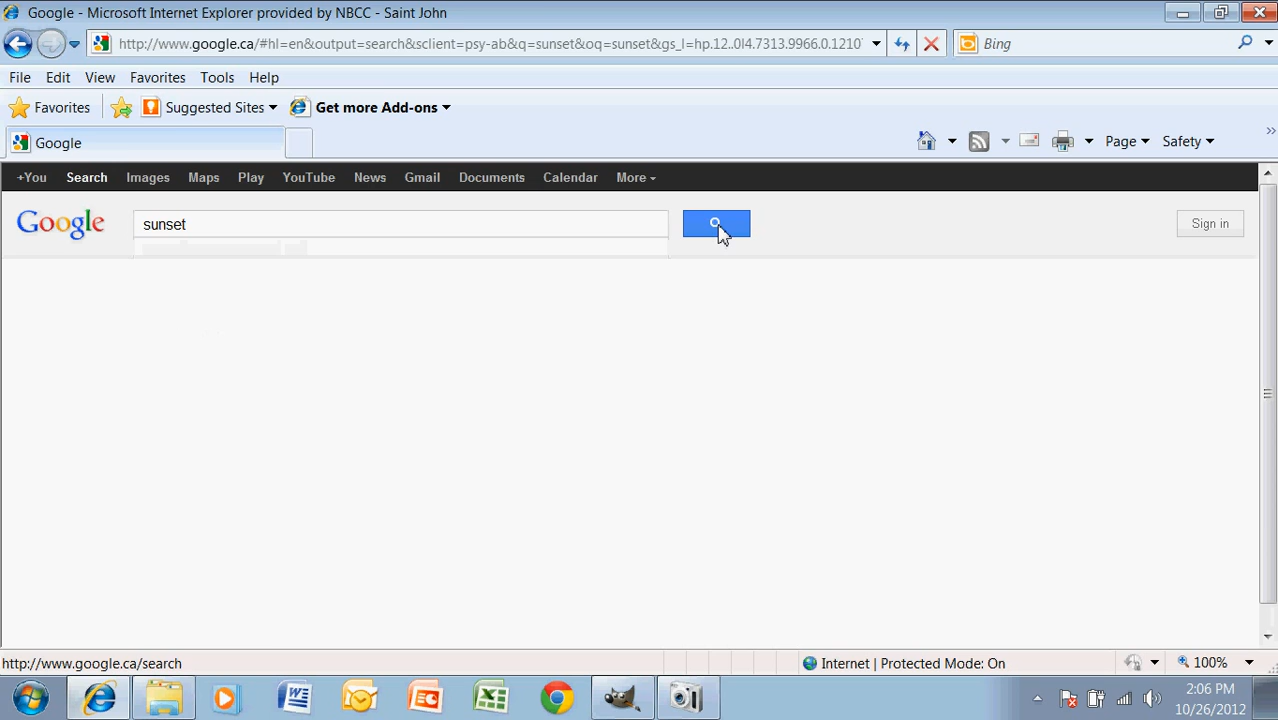 Google - Microsoft Internet Explorer provided by NBCC - Saint John
http://www.google.ca/#hl=en&output=search&sclient=psy-ab&q=sunset&oq=sunset&gs_l=hp.12..0l4.7313.9966.0.1210
Bing
File Edit View Favorites Tools Help
Favorites Suggested Sites Get more Add-ons
Google Page Safety
+You Search Images Maps Play YouTube News Gmail Documents Calendar More
Google sunset Sign in
http://www.google.ca/search Internet | Protected Mode: On 100%
2:06 PM
10/26/2012